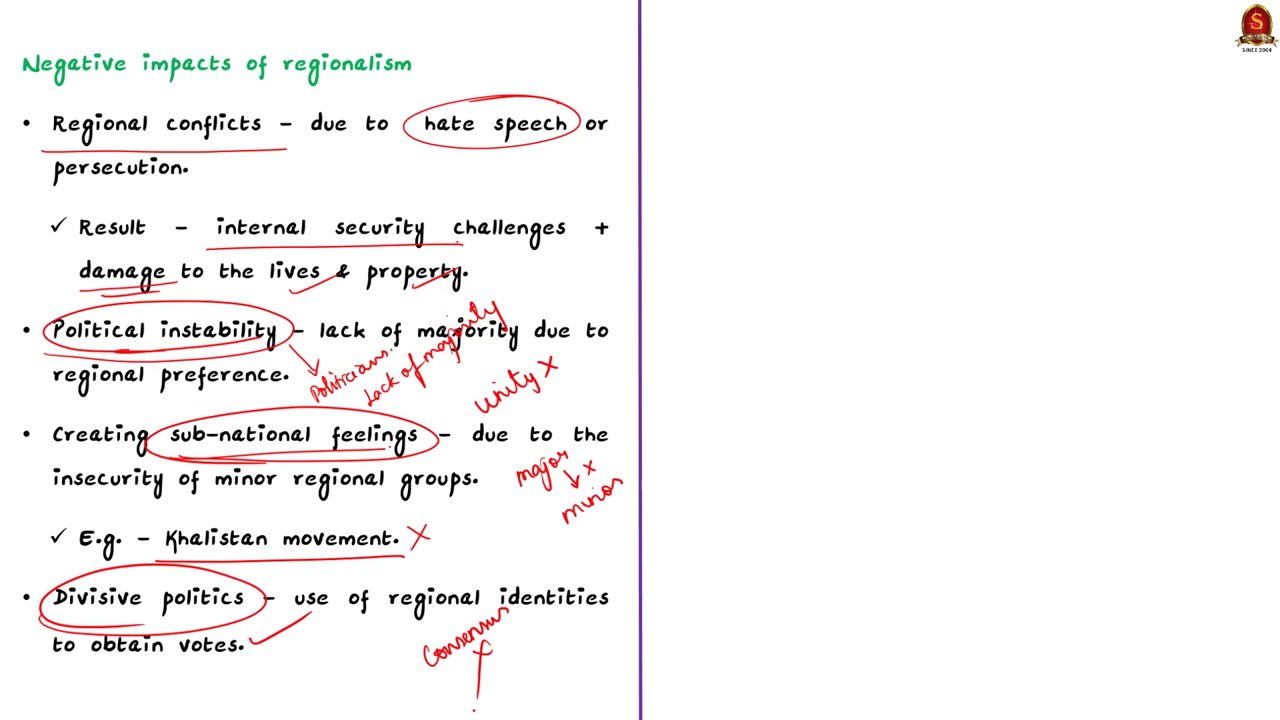 Negative impacts of regionalism
• Regional conflicts - due to hate speech or
persecution.
✓ Result - internal security challenges +
damage to the lives & property.
• Political instability - lack of majority due to
regional preference.
Politicians.
Lack of majority
Unity X
• Creating sub-national feelings - due to the
insecurity of minor regional groups.
major
↓ x
minor
✓ E.g. - Khalistan movement. X
• Divisive politics - use of regional identities
to obtain votes.
Consensus
X
S
SINCE 2004